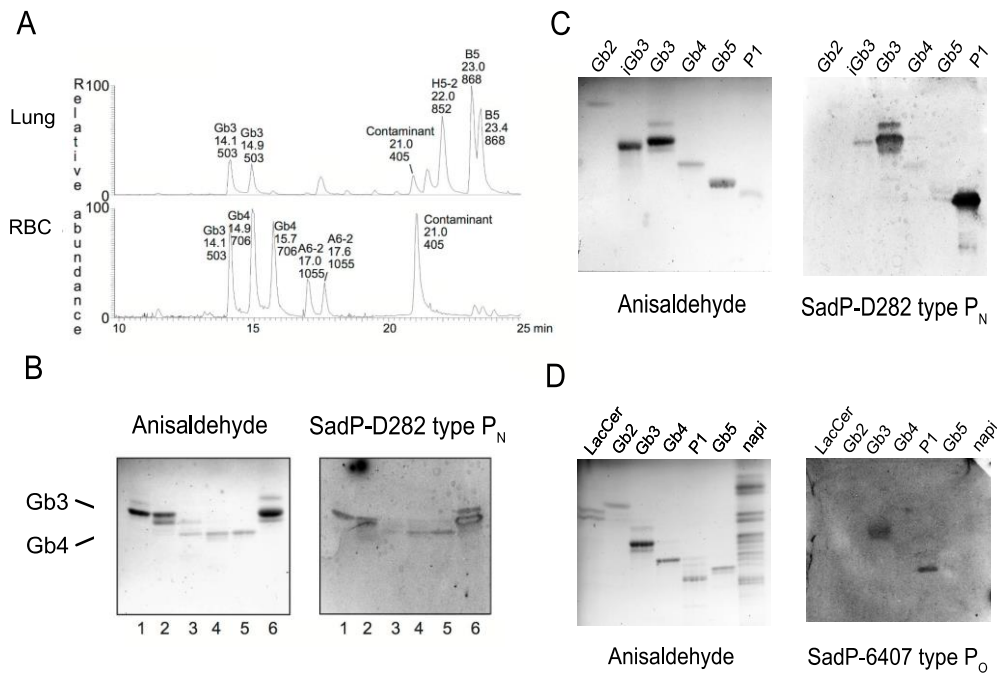 A
Lung
RBC
Relative
abundance
100
0
100
0
Gb3
14.1
503
Gb3
14.9
503
Contaminant
21.0
405
H5-2
22.0
852
B5
23.0
868
B5
23.4
868
Gb3
14.1
503
Gb4
14.9
706
Gb4
15.7
706
A6-2
17.0
1055
A6-2
17.6
1055
Contaminant
21.0
405
10 15 20 25 min
B
Anisaldehyde SadP-D282 type PN
Gb3
Gb4
1 2 3 4 5 6 1 2 3 4 5 6
C
Gb2 iGb3 Gb3 Gb4 Gb5 P1 Gb2 iGb3 Gb3 Gb4 Gb5 P1
Anisaldehyde SadP-D282 type PN
D
LacCer Gb2 Gb3 Gb4 P1 Gb5 napi LacCer Gb2 Gb3 Gb4 P1 Gb5 napi
Anisaldehyde SadP-6407 type PO